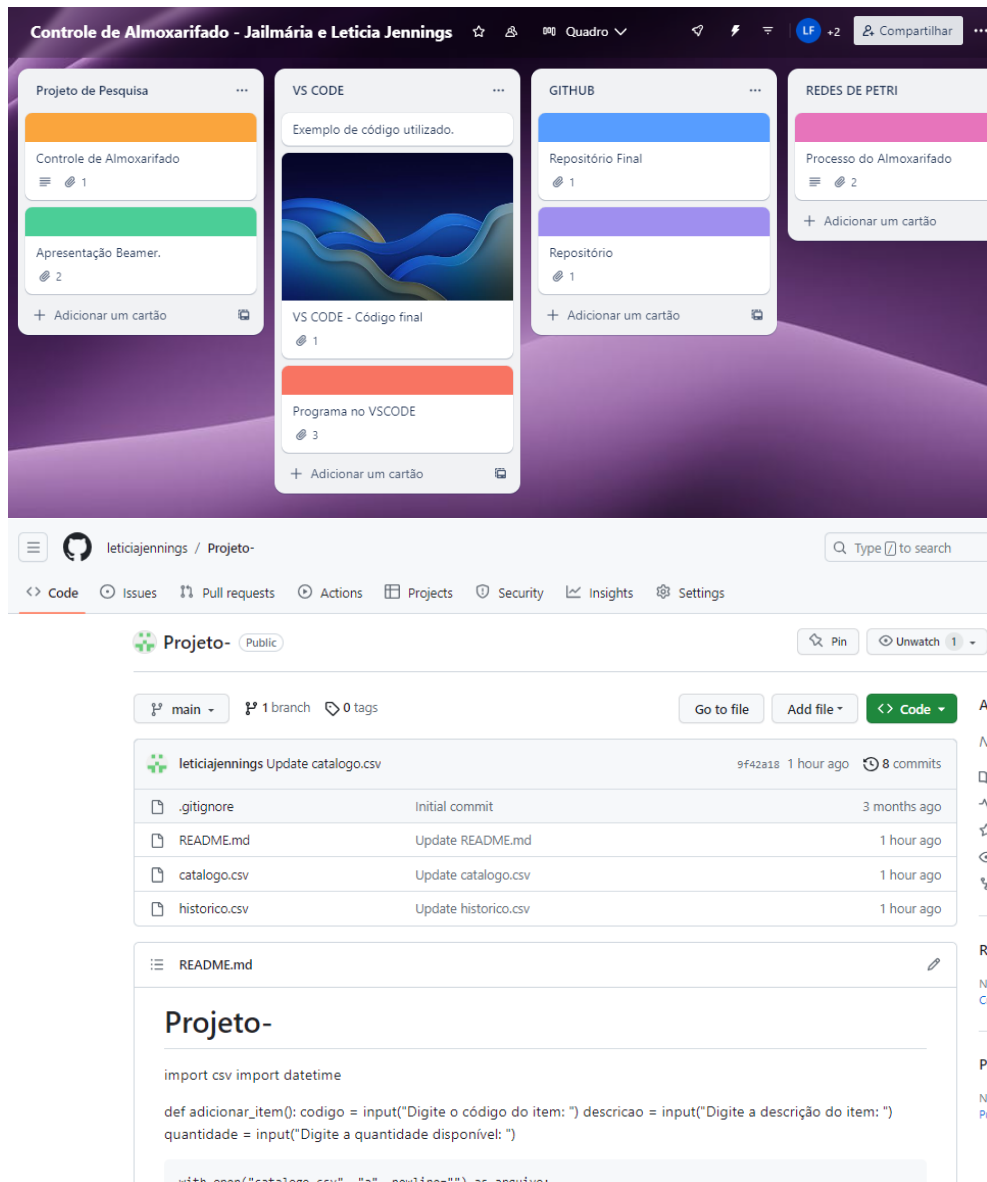 Controle de Almoxarifado - Jailmária e Leticia Jennings Quadro LF +2 Compartilhar
Projeto de Pesquisa
Controle de Almoxarifado
1
Apresentação Beamer.
2
Adicionar um cartão
VS CODE
Exemplo de código utilizado.
VS CODE - Código final
1
Programa no VSCODE
3
Adicionar um cartão
GITHUB
Repositório Final
1
Repositório
1
Adicionar um cartão
REDES DE PETRI
Processo do Almoxarifado
2
Adicionar um cartão
leticiajennings / Projeto- Type / to search
Code Issues Pull requests Actions Projects Security Insights Settings
Projeto- Public Pin Unwatch 1
main 1 branch 0 tags Go to file Add file Code
leticiajennings Update catalogo.csv 9f42a18 1 hour ago 8 commits
.gitignore Initial commit 3 months ago
README.md Update README.md 1 hour ago
catalogo.csv Update catalogo.csv 1 hour ago
historico.csv Update historico.csv 1 hour ago
README.md
Projeto-
import csv import datetime
def adicionar_item(): codigo = input("Digite o código do item: ") descricao = input("Digite a descrição do item: ")
quantidade = input("Digite a quantidade disponível: ")
with open("catalogo.csv", "a", newline="") as arquivo: